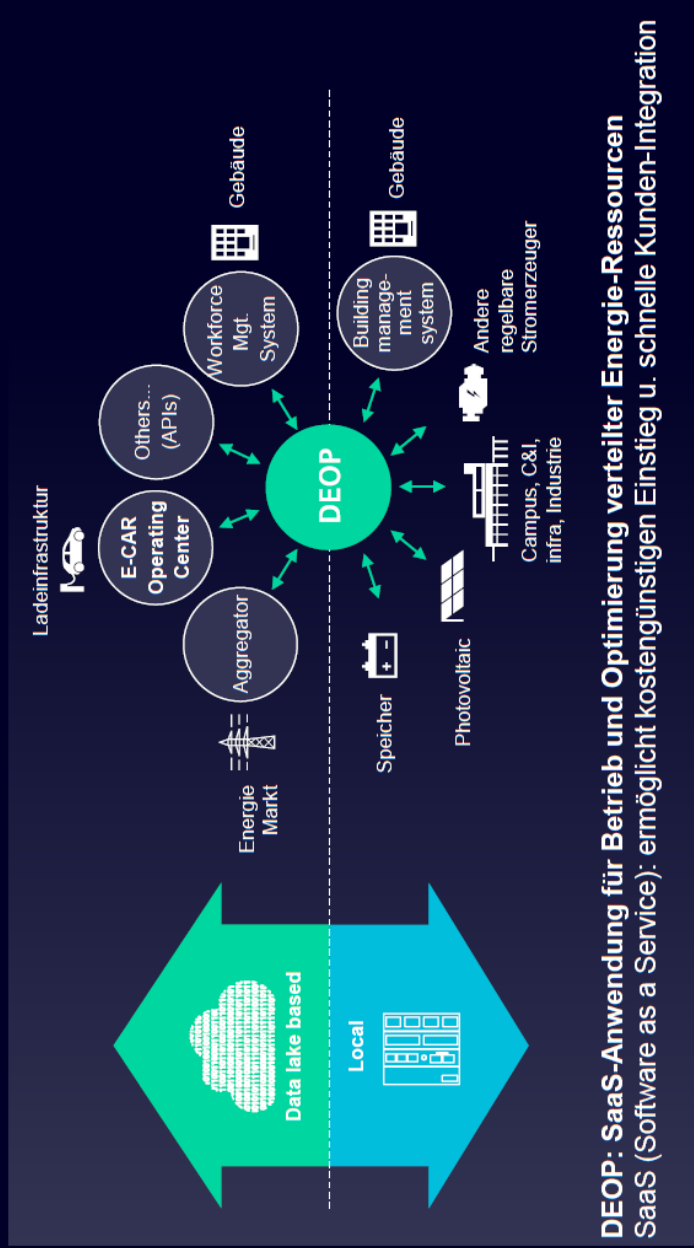 Ladeinfrastruktur
E-CAR
Operating
Center
Others...
(APIs)
Energie
Markt
Aggregator
Workforce
Mgt.
System
Gebäude
Data lake based
DEOP
Local
Speicher
Building
manage-
ment
system
Gebäude
Photovoltaic
Campus, C&I,
infra, Industrie
Andere
regelbare
Stromerzeuger
DEOP: SaaS-Anwendung für Betrieb und Optimierung verteilter Energie-Ressourcen
SaaS (Software as a Service): ermöglicht kostengünstigen Einstieg u. schnelle Kunden-Integration